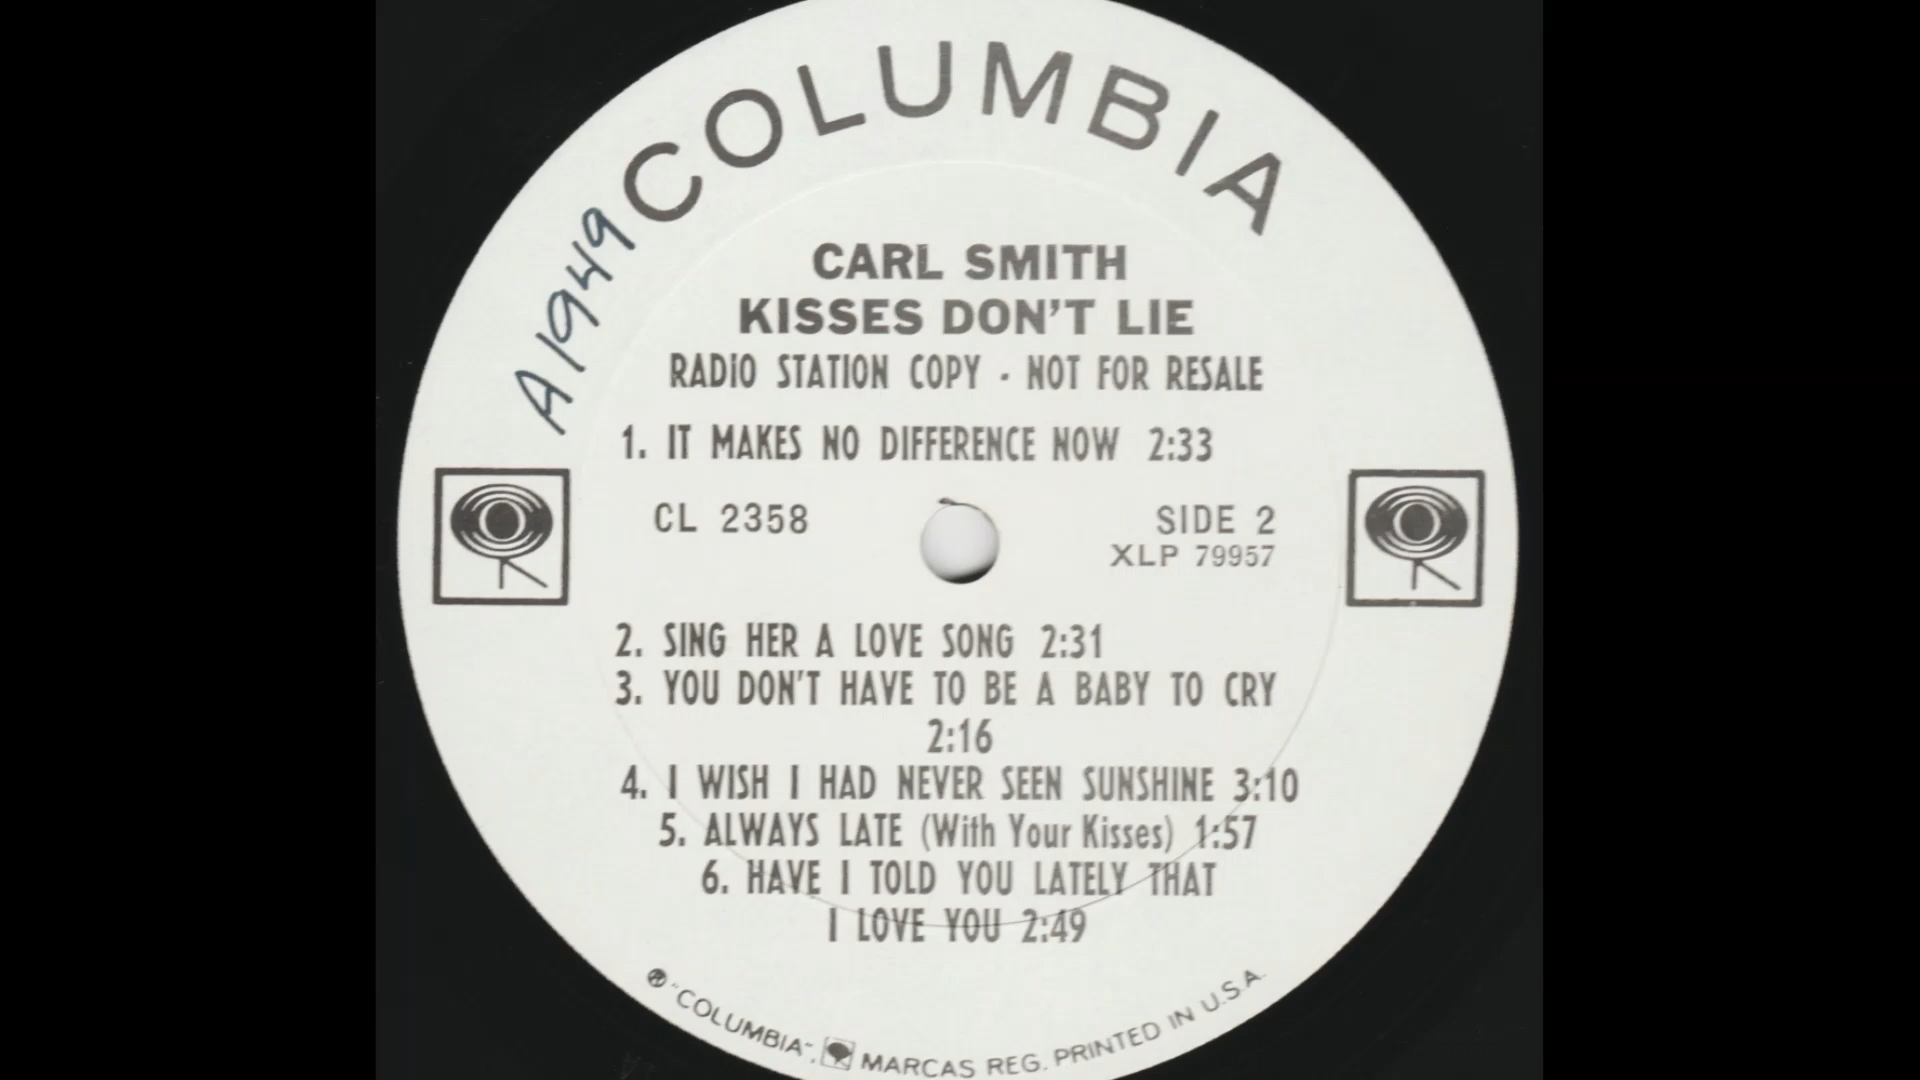 COLUMBIA
A1949
CARL SMITH
KISSES DON'T LIE
RADIO STATION COPY - NOT FOR RESALE
1. IT MAKES NO DIFFERENCE NOW 2:33
CL 2358
SIDE 2
XLP 79957
2. SING HER A LOVE SONG 2:31
3. YOU DON'T HAVE TO BE A BABY TO CRY
2:16
4. I WISH I HAD NEVER SEEN SUNSHINE 3:10
5. ALWAYS LATE (With Your Kisses) 1:57
6. HAVE I TOLD YOU LATELY THAT
I LOVE YOU 2:49
® "COLUMBIA", MARCAS REG. PRINTED IN U.S.A.